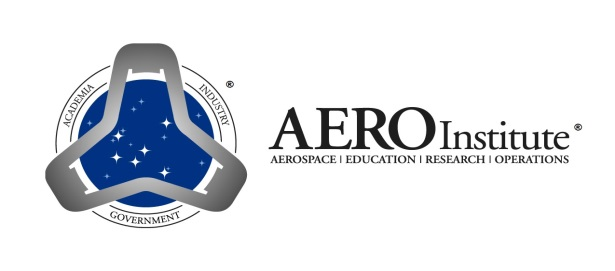 ACADEMIA
INDUSTRY
®
GOVERNMENT
AERO Institute®
AEROSPACE | EDUCATION | RESEARCH | OPERATIONS